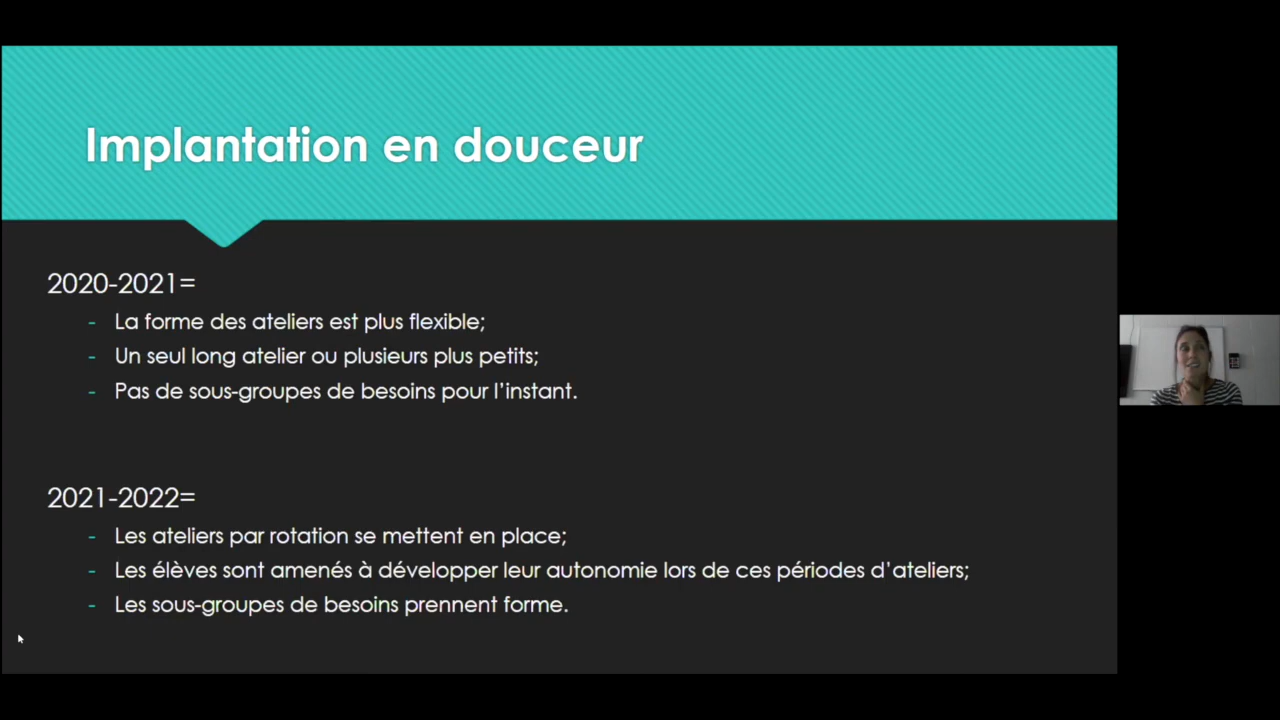 Implantation en douceur
2020-2021=
- La forme des ateliers est plus flexible;
- Un seul long atelier ou plusieurs plus petits;
- Pas de sous-groupes de besoins pour l’instant.
2021-2022=
- Les ateliers par rotation se mettent en place;
- Les élèves sont amenés à développer leur autonomie lors de ces périodes d’ateliers;
- Les sous-groupes de besoins prennent forme.